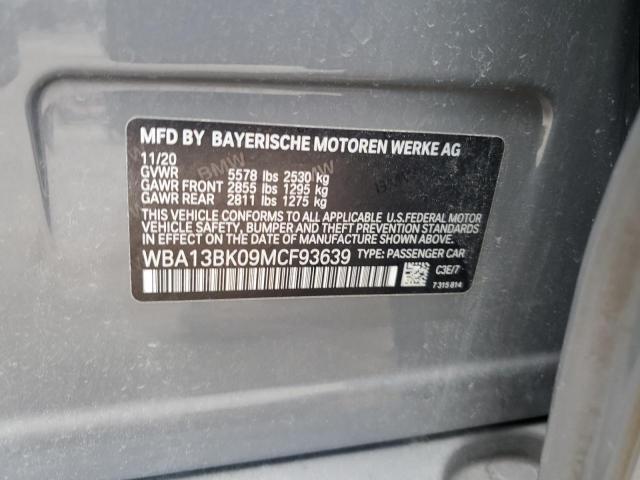 MFD BY BAYERISCHE MOTOREN WERKE AG
11/20
GVWR 5578 lbs 2530 kg
GAWR FRONT 2855 lbs 1295 kg
GAWR REAR 2811 lbs 1275 kg
THIS VEHICLE CONFORMS TO ALL APPLICABLE U.S.FEDERAL MOTOR
VEHICLE SAFETY, BUMPER, AND THEFT PREVENTION STANDARDS
IN EFFECT ON THE DATE OF MANUFACTURE SHOWN ABOVE.
WBA13BK09MCF93639 TYPE: PASSENGER CAR
C3E/7
7 315 814